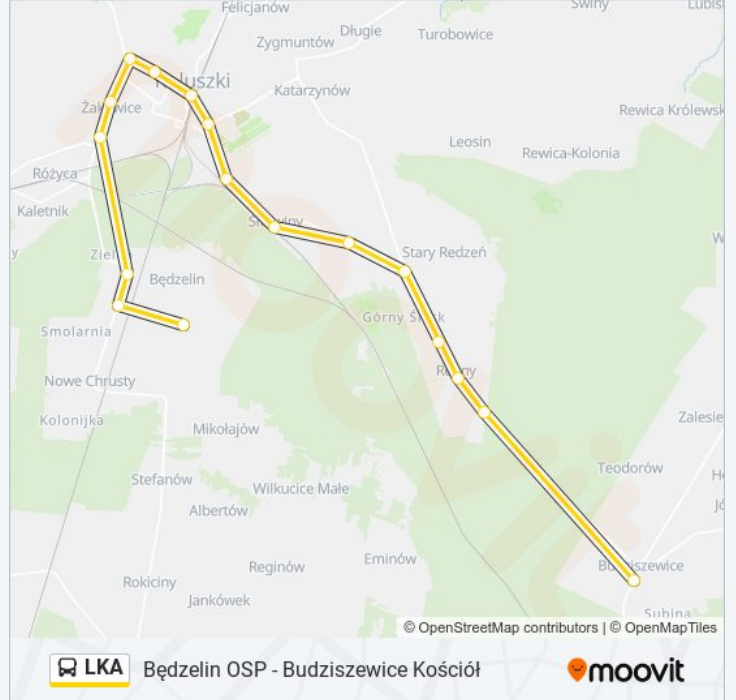 Felicjanów
Świny
Długie
Turobowice
Zygmuntów
Katarzynów
Rewica Królewsk
Leosin
Rewica-Kolonia
Różyca
Kaletnik
Stary Redzeń
Będzelin
Smolarnia
Nowe Chrusty
Kolonijka
Mikołajów
Zalesie
Teodorów
Stefanów
Wilkucice Małe
Albertów
Eminów
Reginów
Rokiciny
Jankówek
Subina
© OpenStreetMap contributors | © OpenMapTiles
LKA Będzelin OSP - Budziszewice Kościół
moovit